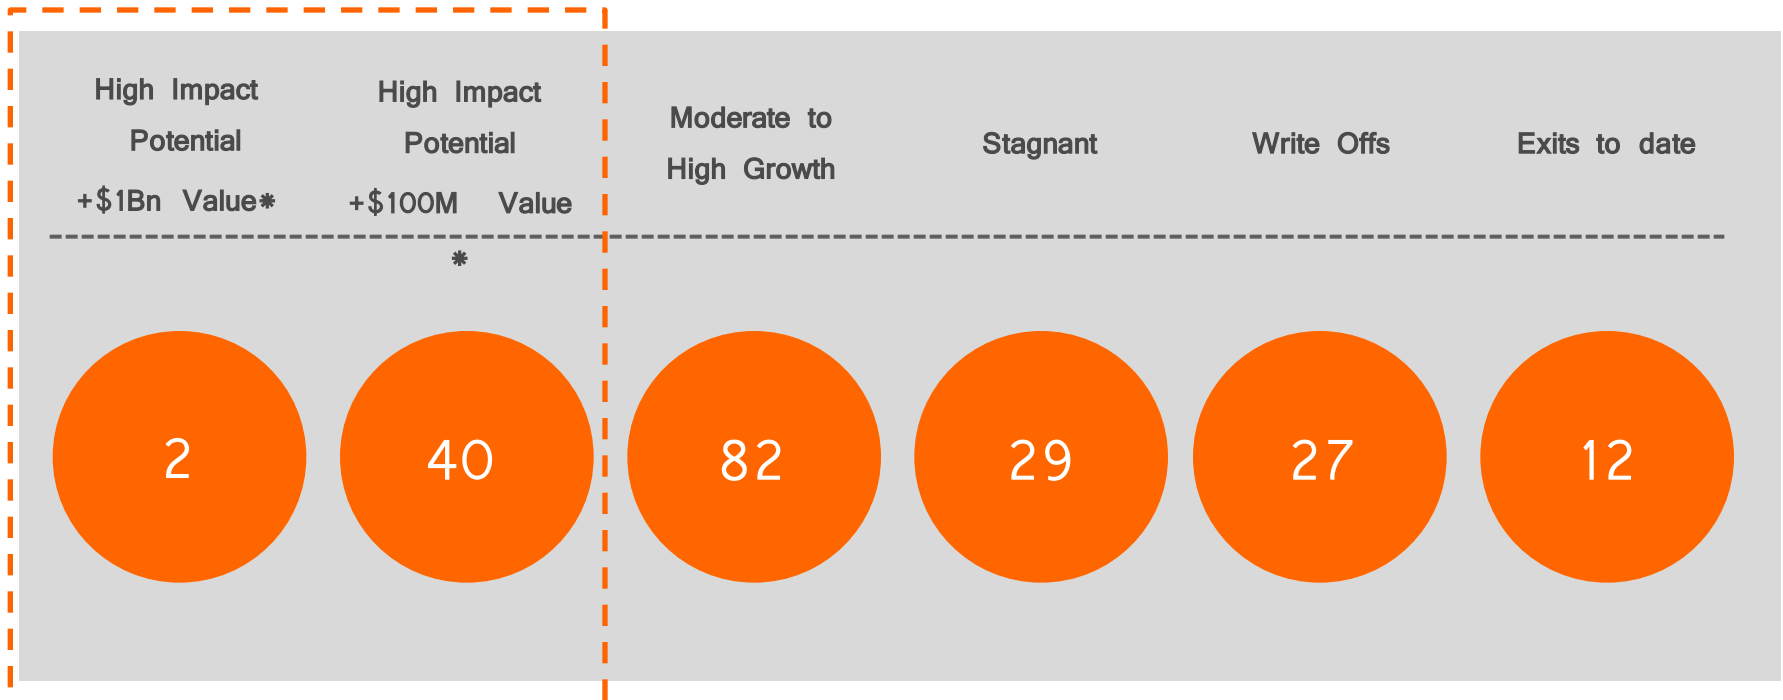 High Impact
Potential
+$1Bn Value*
High Impact
Potential
+$100M Value
*
Moderate to
High Growth
Stagnant
Write Offs
Exits to date
2
40
82
29
27
12